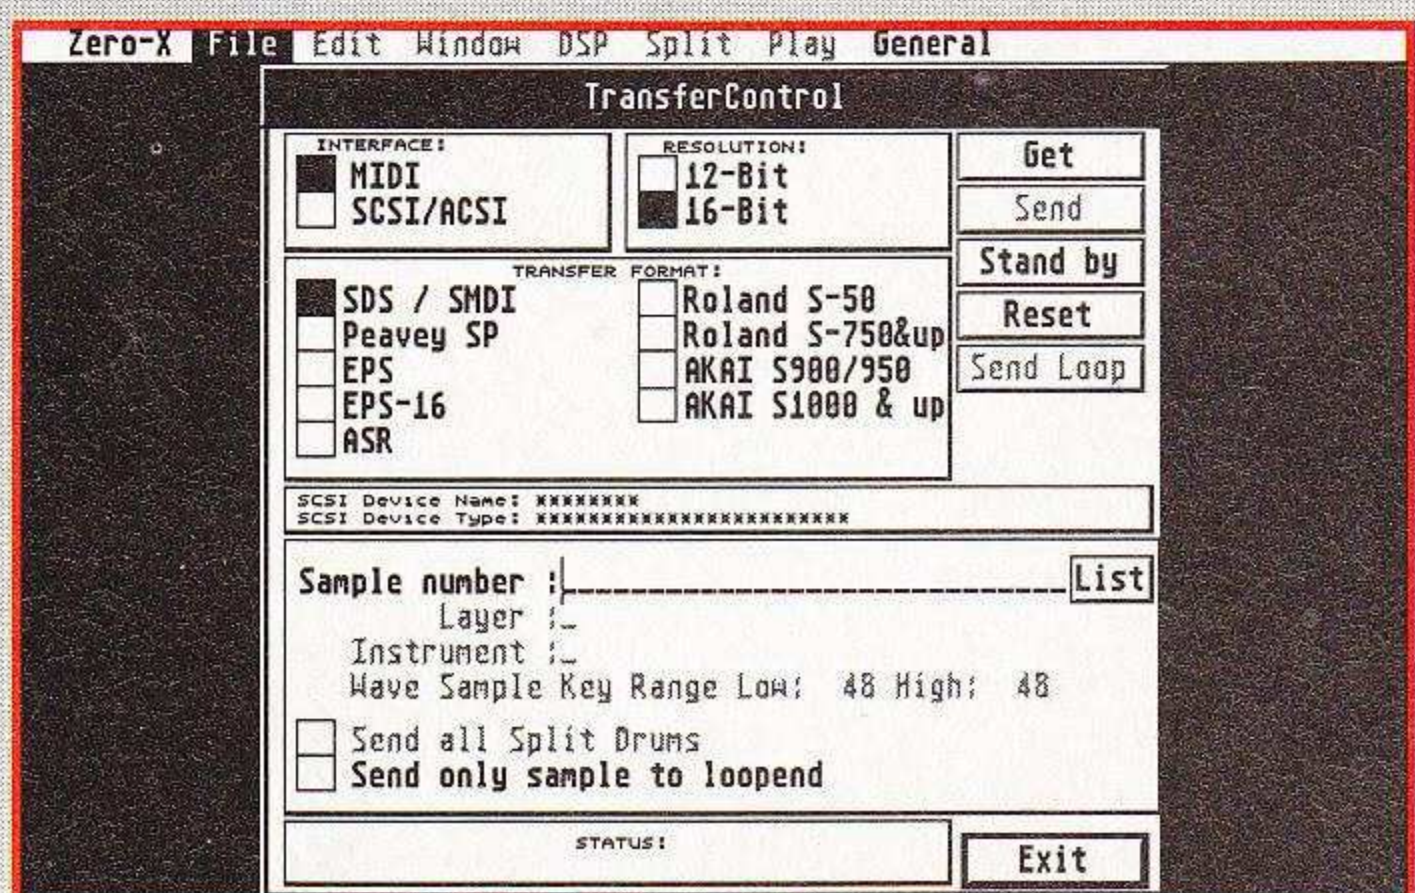 Zero-X File Edit Window DSP Split Play General
TransferControl
INTERFACE:
MIDI
SCSI/ACSI
RESOLUTION:
12-Bit
16-Bit
Get
Send
Stand by
Reset
Send Loop
TRANSFER FORMAT:
SDS / SMDI
Peavey SP
EPS
EPS-16
ASR
Roland S-50
Roland S-750&up
AKAI S900/950
AKAI S1000 & up
SCSI Device Name: ********
SCSI Device Type: ************************
Sample number :
List
Layer :_
Instrument :_
Wave Sample Key Range Low: 48 High: 48
Send all Split Drums
Send only sample to loopend
STATUS:
Exit